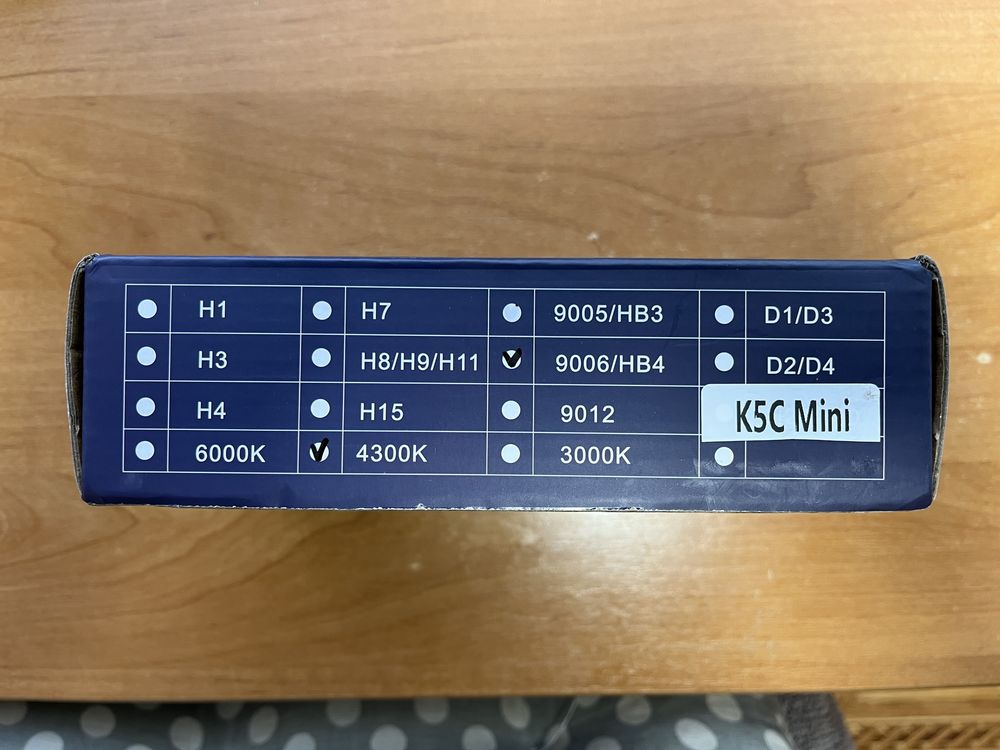 H1 H7 9005/HB3 D1/D3
H3 H8/H9/H11 9006/HB4 D2/D4
H4 H15 9012 K5C Mini
6000K 4300K 3000K